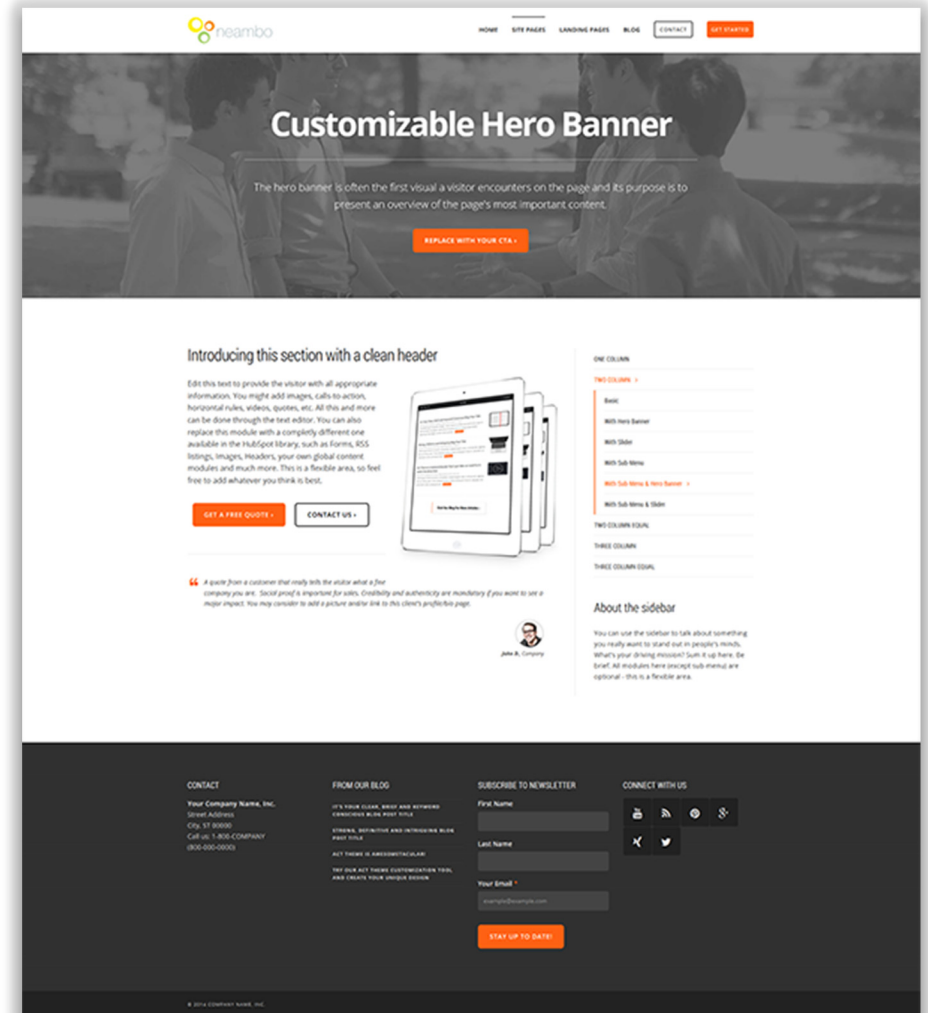 neambo
HOME SITE PAGES LANDING PAGES BLOG CONTACT GET STARTED
Customizable Hero Banner
The hero banner is often the first visual a visitor encounters on the page and its purpose is to
present an overview of the page's most important content.
REPLACE WITH YOUR CTA ›
Introducing this section with a clean header
Edit this text to provide the visitor with all appropriate
information. You might add images, calls-to-action,
horizontal rules, videos, quotes, etc. All this and more
can be done through the text editor. You can also
replace this module with a completly different one
available in the HubSpot library, such as Forms, RSS
listings, Images, Headers, your own global content
modules and much more. This is a flexible area, so feel
free to add whatever you think is best.
GET A FREE QUOTE ›
CONTACT US ›
A quote from a customer that really tells the visitor what a fine
company you are. Social proof is important for sales. Credibility and authenticity are mandatory if you want to see a
major impact. You may consider to add a picture and/or link to this client's profile/bio page.
John B., Company
ONE COLUMN
TWO COLUMN >
Basic
With Hero Banner
With Slider
With Sub-Menu
With Sub-Menu & Hero Banner >
With Sub-Menu & Slider
TWO COLUMN EQUAL
THREE COLUMN
THREE COLUMN EQUAL
About the sidebar
You can use the sidebar to talk about something
you really want to stand out in people's minds.
What's your driving mission? Sum it up here. Be
brief. All modules here (except sub menu) are
optional - this is a flexible area.
CONTACT
Your Company Name, Inc.
Street Address
City, ST 90000
Call us: 1-800-COMPANY
(800-000-0000)
FROM OUR BLOG
IT'S YOUR CLEAR, BRIEF AND KEYWORD
CONSCIOUS BLOG POST TITLE
STRONG, DEFINITIVE AND INTRIGUING BLOG
POST TITLE
ACT THEME IS AWESOMETACULAR!
TRY OUR ACT THEME CUSTOMIZATION TOOL
AND CREATE YOUR UNIQUE DESIGN
SUBSCRIBE TO NEWSLETTER
First Name
Last Name
Your Email *
example@example.com
STAY UP TO DATE!
CONNECT WITH US
© 2014 COMPANY NAME, INC.